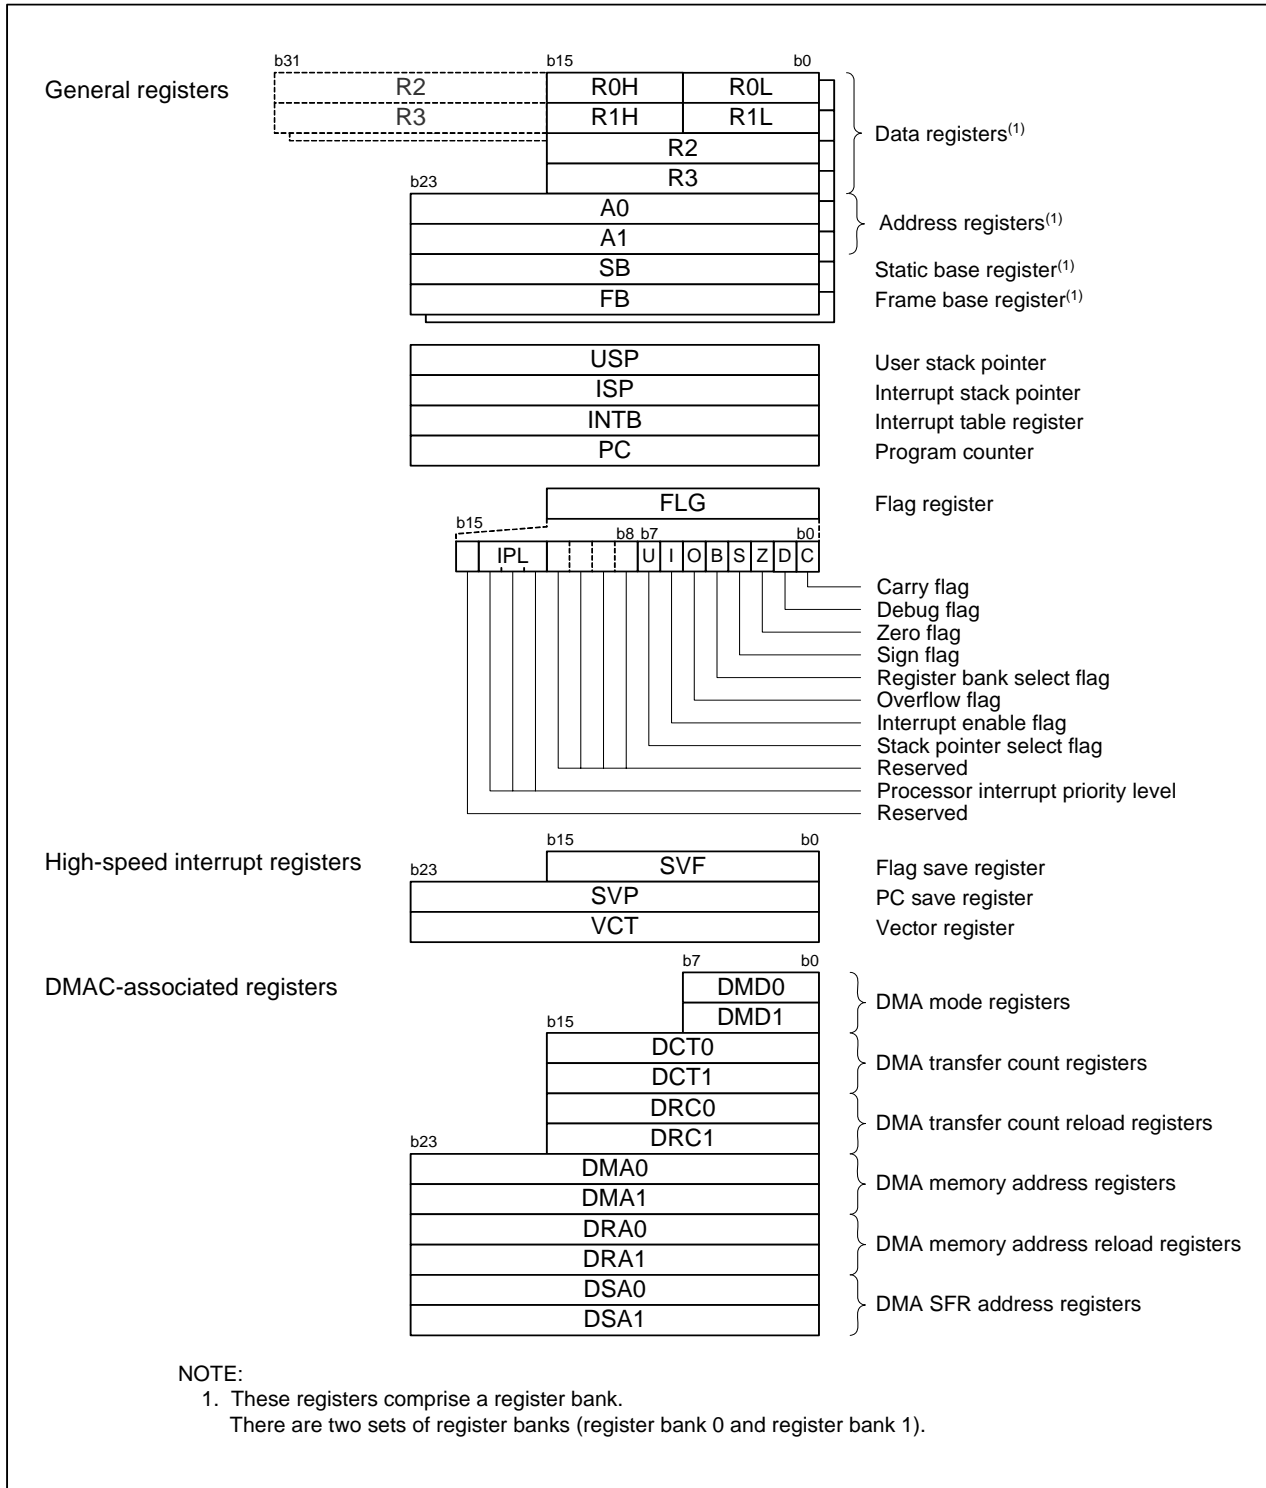 b31 b15 b0
General registers R2 R0H R0L
R3 R1H R1L
Data registers(1)
R2
R3
b23
A0
Address registers(1)
A1
SB Static base register(1)
FB Frame base register(1)
USP User stack pointer
ISP Interrupt stack pointer
INTB Interrupt table register
PC Program counter
FLG Flag register
b15 b8 b7 b0
IPL U I O B S Z D C
Carry flag
Debug flag
Zero flag
Sign flag
Register bank select flag
Overflow flag
Interrupt enable flag
Stack pointer select flag
Reserved
Processor interrupt priority level
Reserved
b15 b0
High-speed interrupt registers SVF Flag save register
b23
SVP PC save register
VCT Vector register
b7 b0
DMAC-associated registers DMD0
DMA mode registers
DMD1
b15
DCT0
DMA transfer count registers
DCT1
DRC0
DMA transfer count reload registers
DRC1
b23
DMA0
DMA memory address registers
DMA1
DRA0
DMA memory address reload registers
DRA1
DSA0
DMA SFR address registers
DSA1
NOTE:
1. These registers comprise a register bank.
There are two sets of register banks (register bank 0 and register bank 1).